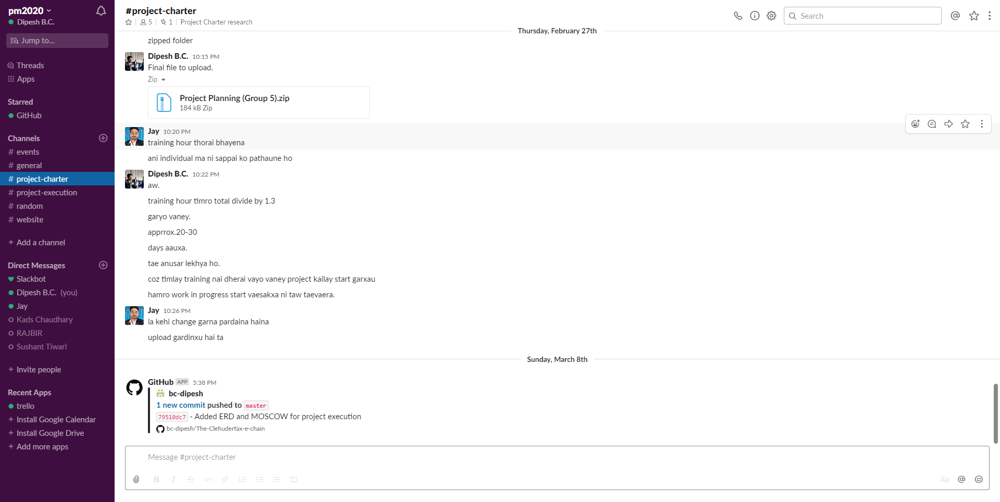 pm2020
Dipesh B.C.
Jump to...
Threads
Apps
Starred
GitHub
Channels
# events
# general
# project-charter
# project-execution
# random
# website
+ Add a channel
Direct Messages
Slackbot
Dipesh B.C. (you)
Jay
Kads Chaudhary
RAJBIR
Sushant Tiwari
+ Invite people
Recent Apps
trello
+ Install Google Calendar
+ Install Google Drive
+ Add more apps
#project-charter
5 | 1 | Project Charter research
Search
Thursday, February 27th
zipped folder
Dipesh B.C. 10:15 PM
Final file to upload.
Zip
Project Planning (Group 5).zip
184 kB Zip
Jay 10:20 PM
training hour thorai bhayena
ani individual ma ni sappai ko pathaune ho
Dipesh B.C. 10:22 PM
aw.
training hour timro total divide by 1.3
garyo vaney.
apprrox.20-30
days aauxa.
tae anusar lekhya ho.
coz timlay training nai dherai vayo vaney project kailay start garxau
hamro work in progress start vaesakxa ni taw taevaera.
Jay 10:26 PM
la kehi change garna pardaina haina
upload gardinxu hai ta
Sunday, March 8th
GitHub APP 5:38 PM
bc-dipesh
1 new commit pushed to master
79510dc7 - Added ERD and MOSCOW for project execution
bc-dipesh/The-Clehuderfax-e-chain
Message #project-charter
B I S </> Aa @